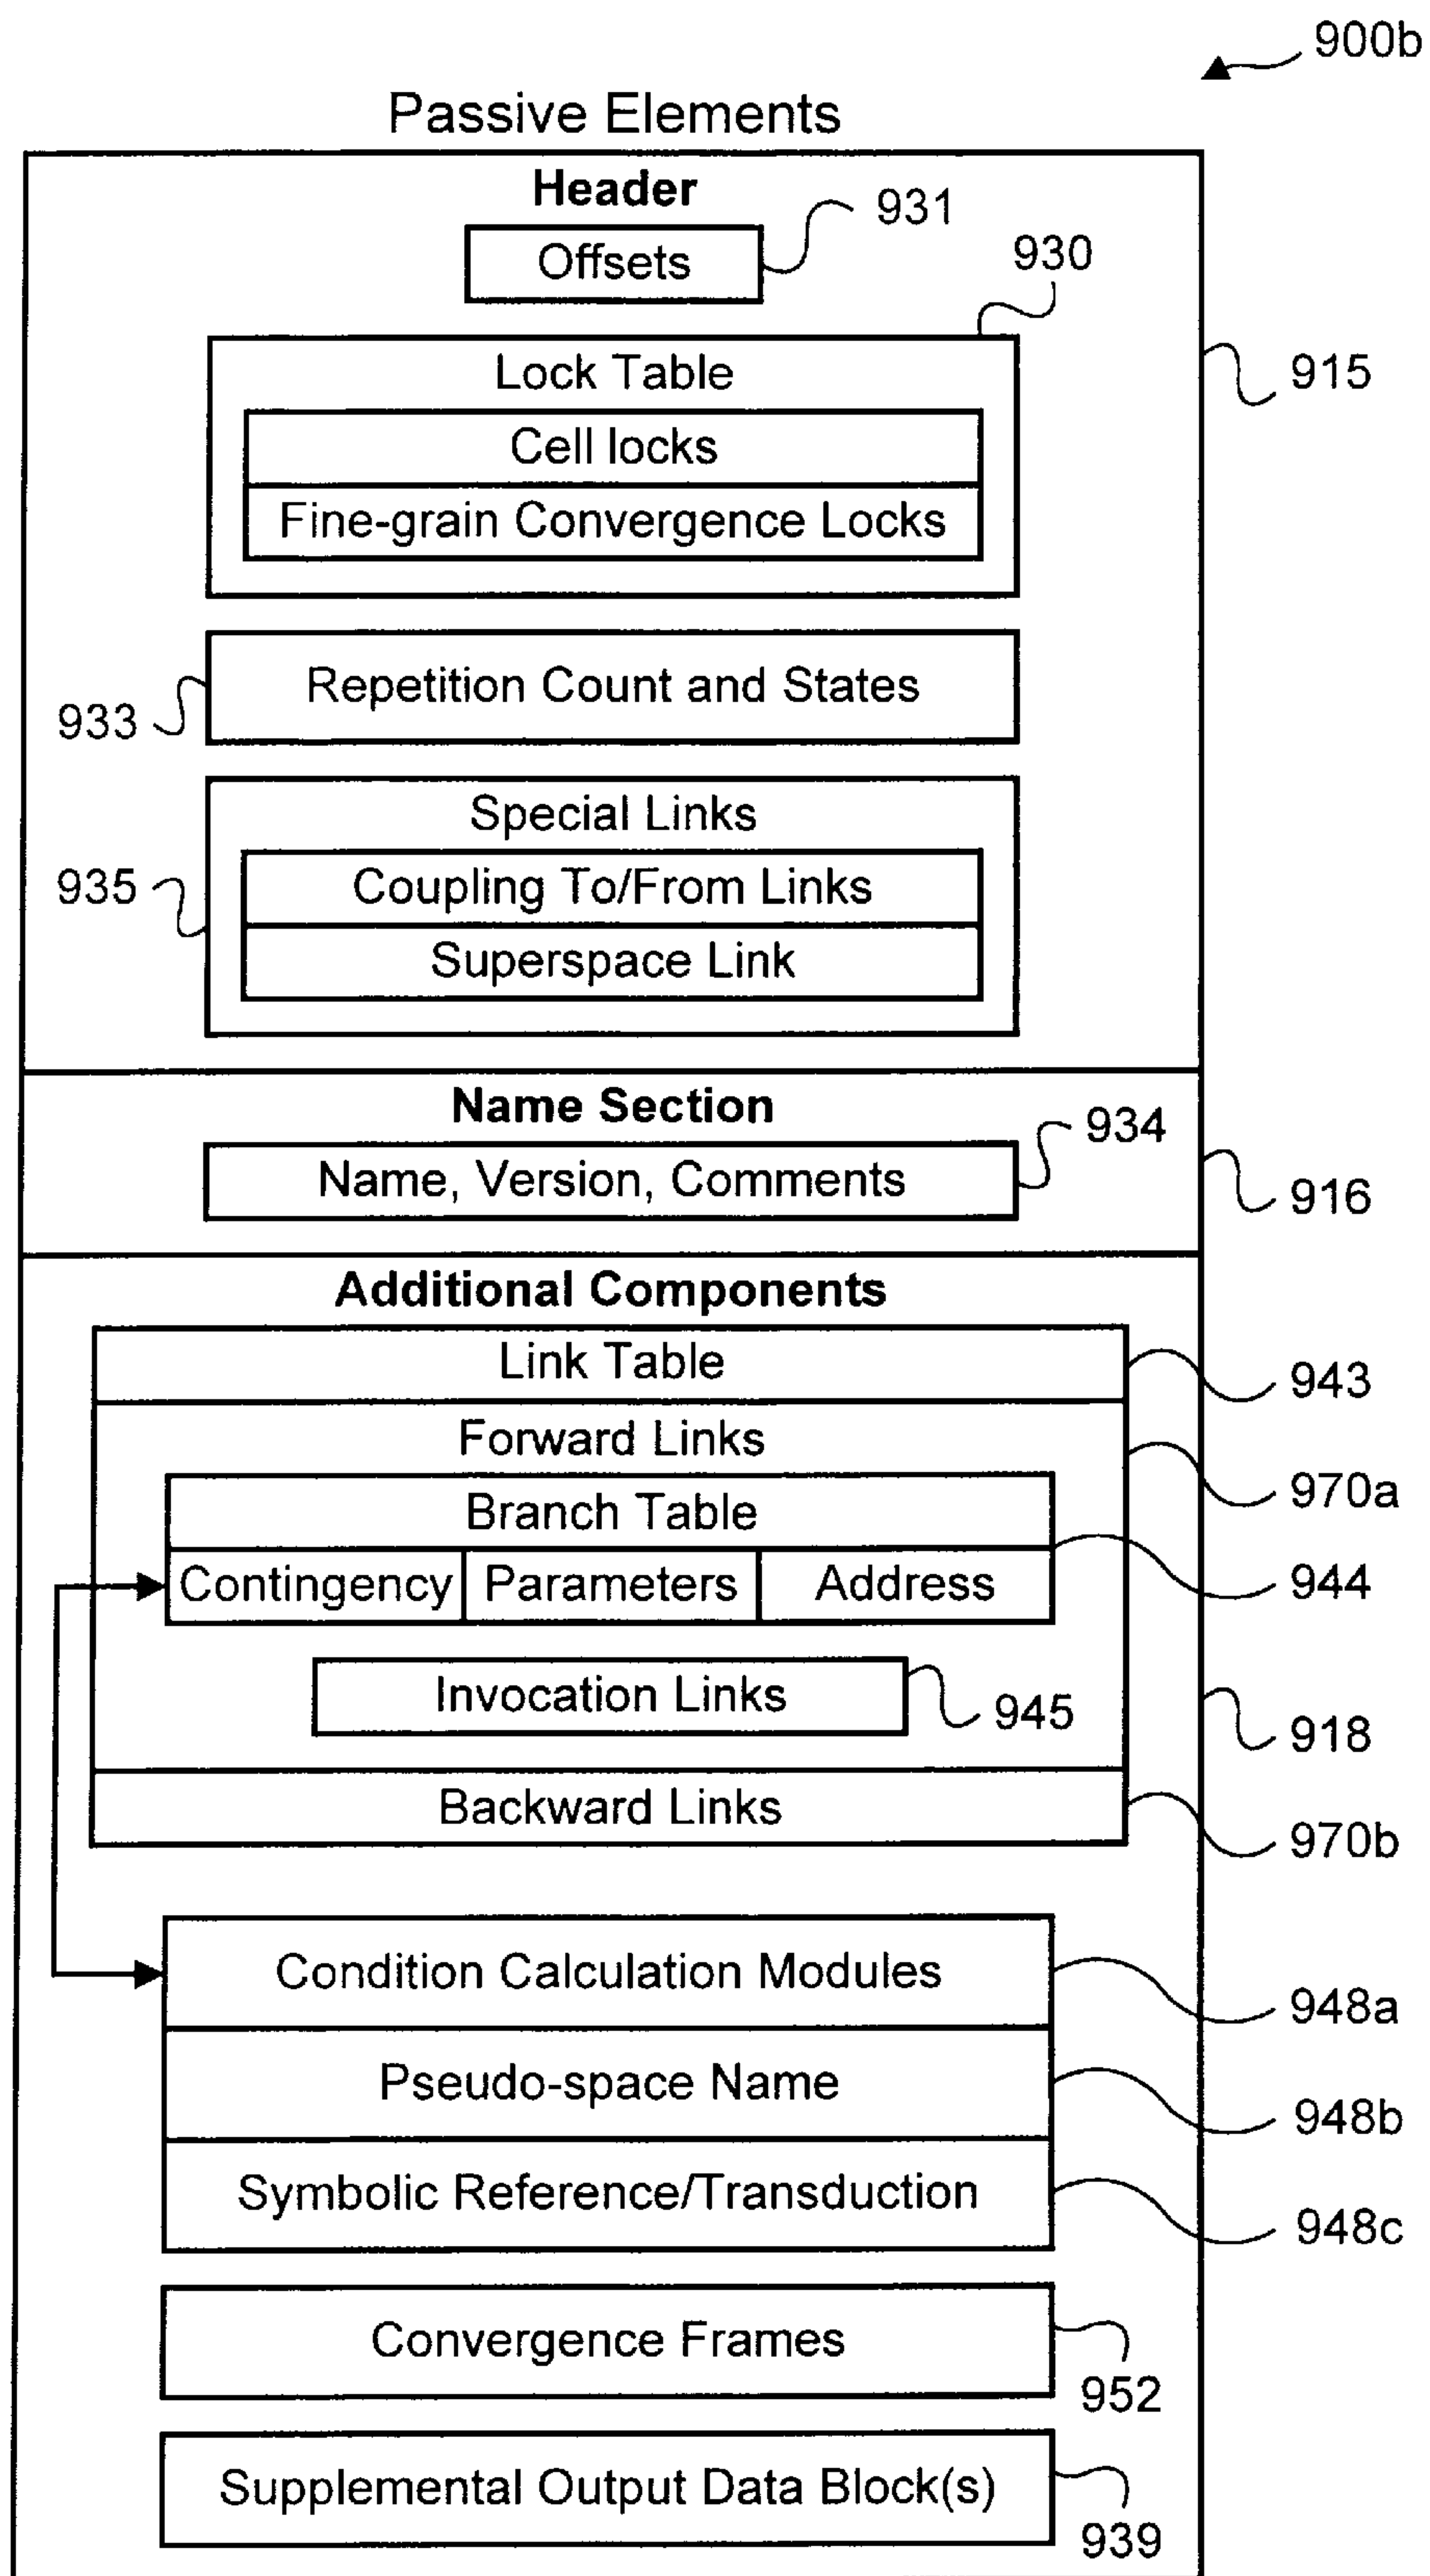 900b
Passive Elements
Header
931
Offsets
930
Lock Table
915
Cell locks
Fine-grain Convergence Locks
Repetition Count and States
933
Special Links
935
Coupling To/From Links
Superspace Link
Name Section
934
Name, Version, Comments
916
Additional Components
Link Table
943
Forward Links
970a
Branch Table
Contingency Parameters Address
944
Invocation Links
945
918
Backward Links
970b
Condition Calculation Modules
948a
Pseudo-space Name
948b
Symbolic Reference/Transduction
948c
Convergence Frames
952
Supplemental Output Data Block(s)
939